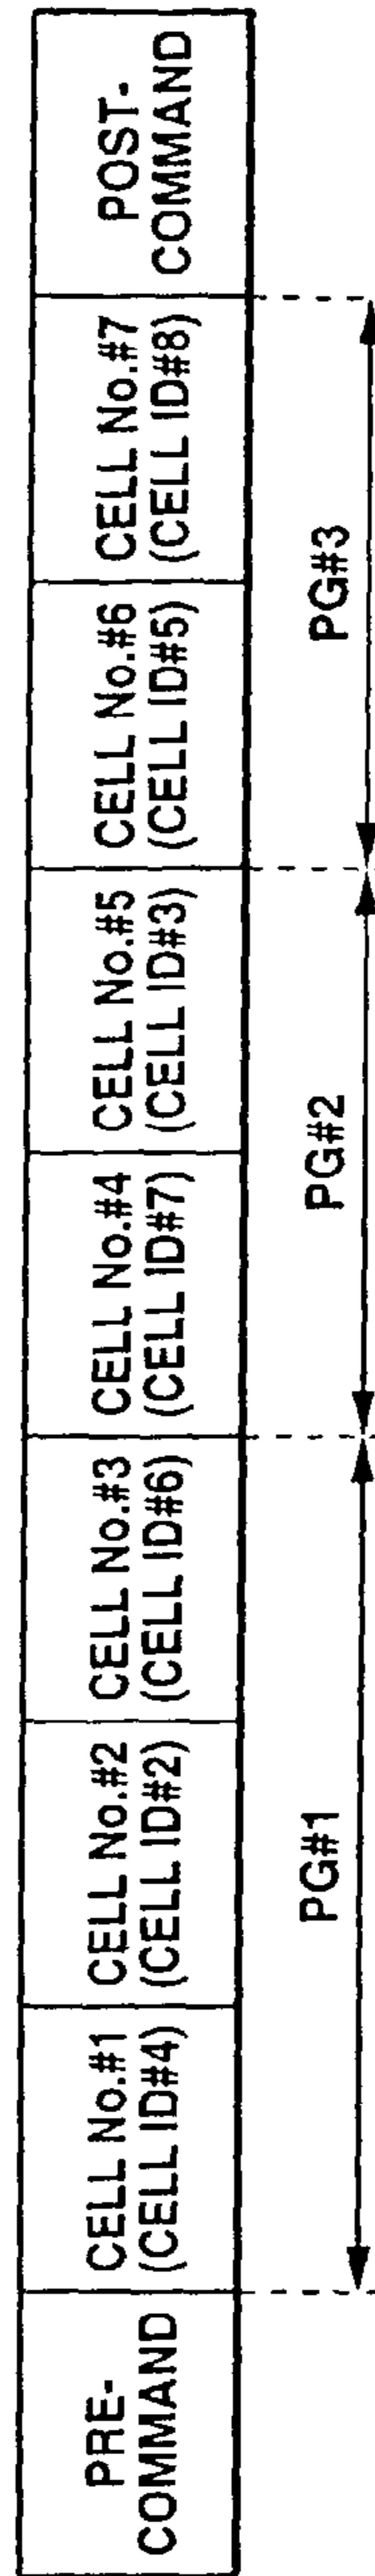 PRE-
COMMAND
CELL No.#1
(CELL ID#4)
CELL No.#2
(CELL ID#2)
CELL No.#3
(CELL ID#6)
CELL No.#4
(CELL ID#7)
CELL No.#5
(CELL ID#3)
CELL No.#6
(CELL ID#5)
CELL No.#7
(CELL ID#8)
POST-
COMMAND
PG#1
PG#2
PG#3